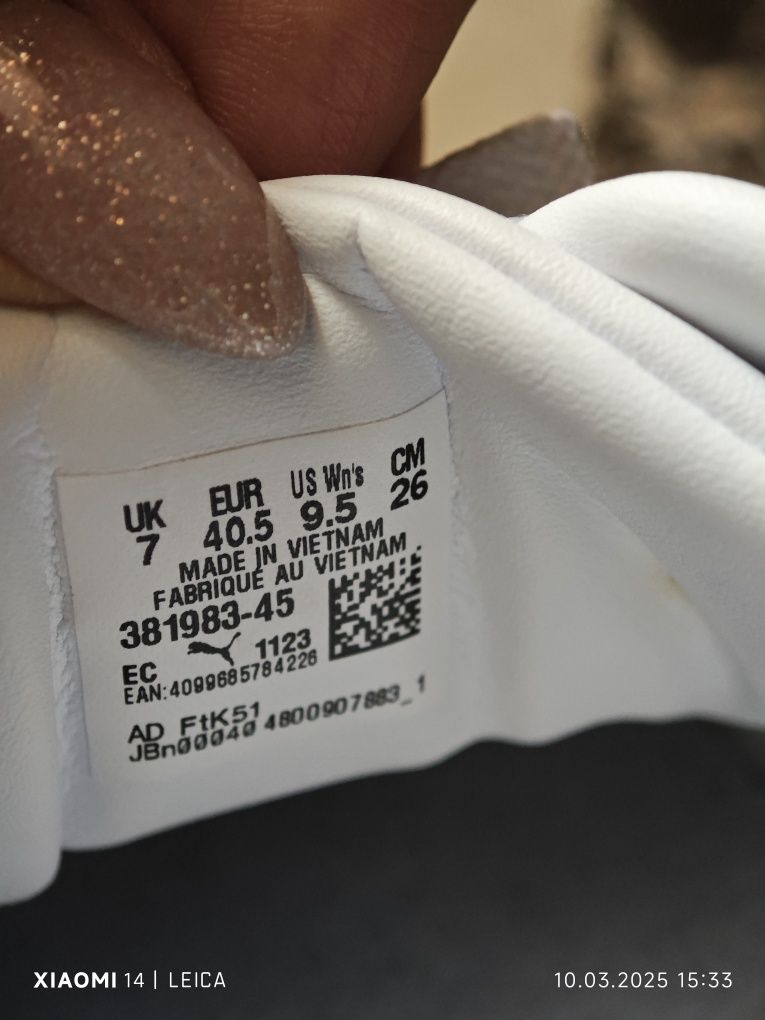 UK EUR US Wn's CM
7 40.5 9.5 26
MADE IN VIETNAM
FABRIQUÉ AU VIETNAM
381983-45
EC 1123
EAN:4099685784226
AD FtK51
JBn00040 4800907883_1
XIAOMI 14 | LEICA
10.03.2025 15:33